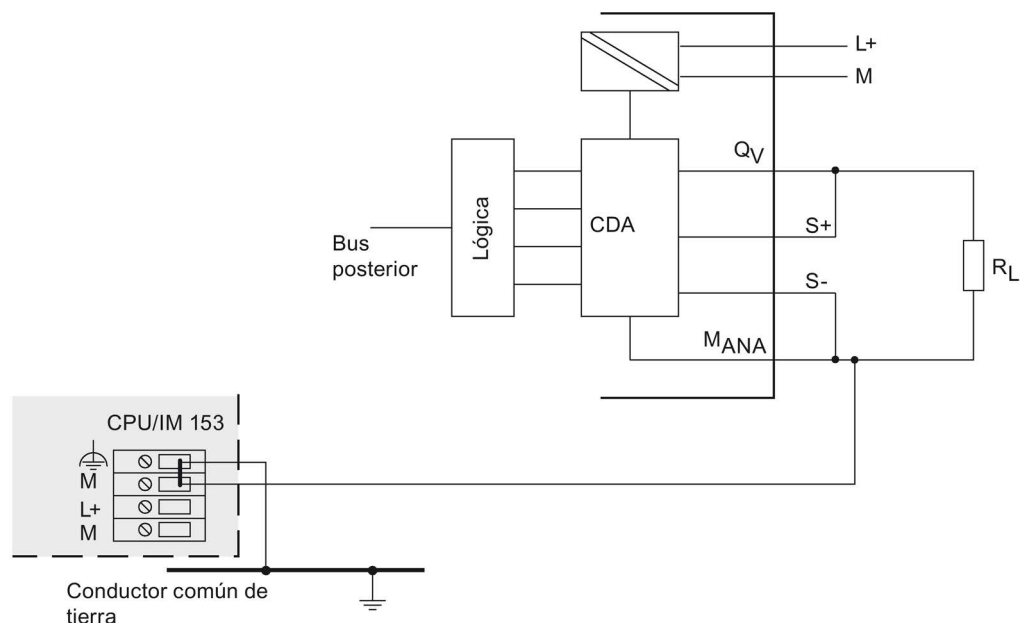 L+
M
QV
S+
CDA
Lógica
Bus
posterior
S-
RL
MANA
CPU/IM 153
M
L+
M
Conductor común de
tierra